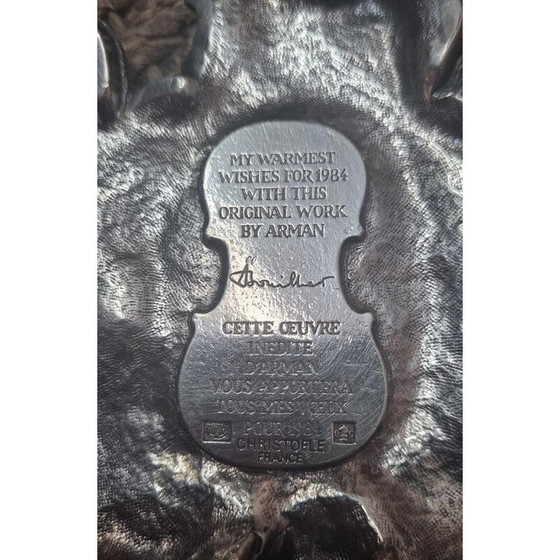 MY WARMEST
WISHES FOR 1984
WITH THIS
ORIGINAL WORK
BY ARMAN
CETTE ŒUVRE
INEDITE
D'ARMAN
VOUS APPORTERA
TOUS MES VŒUX
POUR 1984
CHRISTOFLE
FRANCE